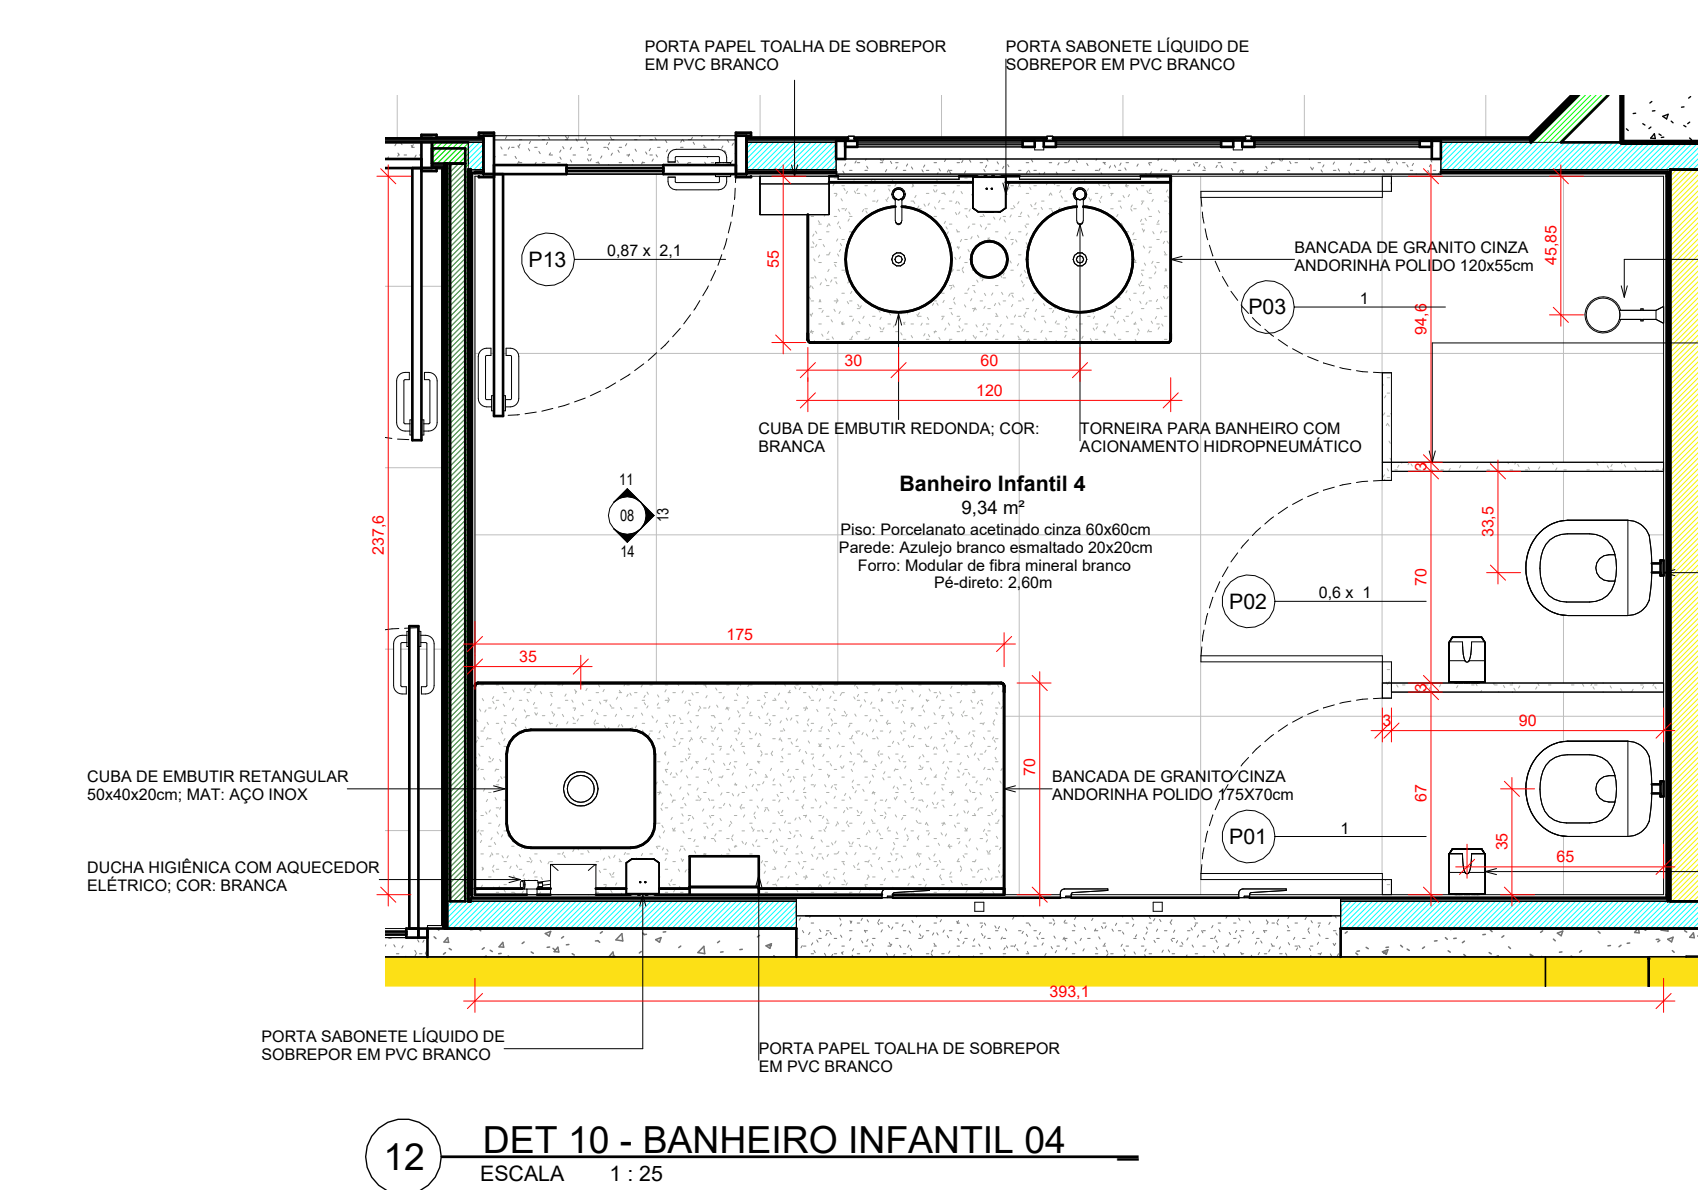 PORTA PAPEL TOALHA DE SOBREPOR
EM PVC BRANCO
PORTA SABONETE LÍQUIDO DE
SOBREPOR EM PVC BRANCO
P13
0,87 x 2,1
55
BANCADA DE GRANITO CINZA
ANDORINHA POLIDO 120x55cm
45,85
P03
1
94,6
30
60
120
CUBA DE EMBUTIR REDONDA; COR:
BRANCA
TORNEIRA PARA BANHEIRO COM
ACIONAMENTO HIDROPNEUMÁTICO
3
11
08
13
14
Banheiro Infantil 4
9,34 m²
Piso: Porcelanato acetinado cinza 60x60cm
Parede: Azulejo branco esmaltado 20x20cm
Forro: Modular de fibra mineral branco
Pé-direto: 2,60m
237,6
33,5
70
P02
0,6 x 1
175
35
3
3
90
70
CUBA DE EMBUTIR RETANGULAR
50x40x20cm; MAT: AÇO INOX
BANCADA DE GRANITO CINZA
ANDORINHA POLIDO 175X70cm
67
P01
1
35
65
DUCHA HIGIÊNICA COM AQUECEDOR
ELÉTRICO; COR: BRANCA
393,1
PORTA SABONETE LÍQUIDO DE
SOBREPOR EM PVC BRANCO
PORTA PAPEL TOALHA DE SOBREPOR
EM PVC BRANCO
12
DET 10 - BANHEIRO INFANTIL 04
ESCALA 1 : 25